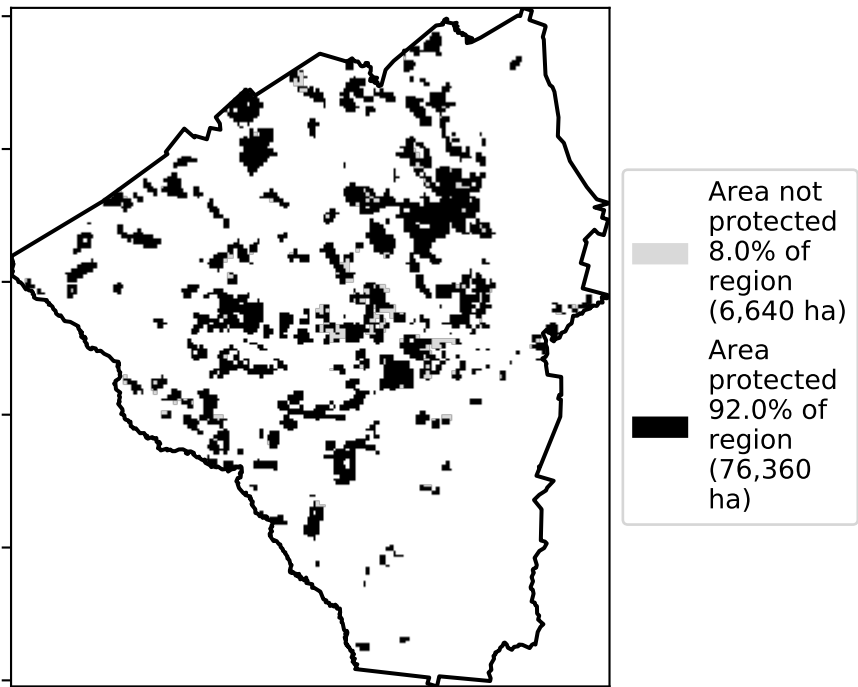 Area not
protected
8.0% of
region
(6,640 ha)
Area
protected
92.0% of
region
(76,360
ha)